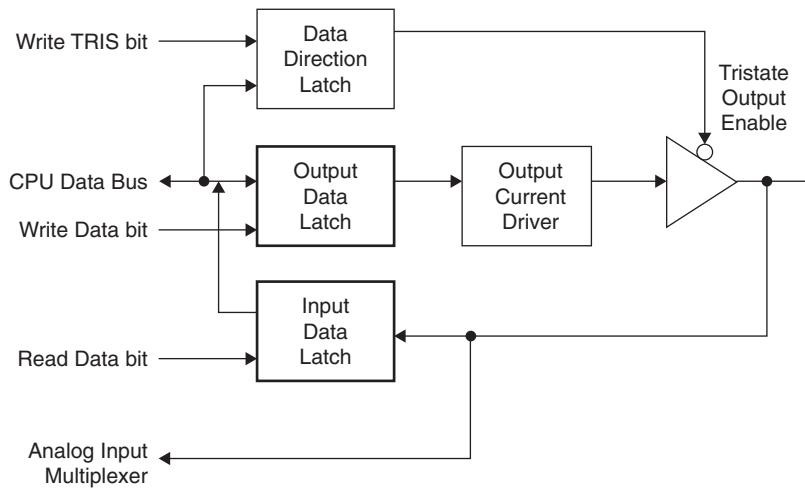 Write TRIS bit
Data
Direction
Latch
Tristate
Output
Enable
CPU Data Bus
Output
Data
Latch
Output
Current
Driver
Write Data bit
Input
Data
Latch
Read Data bit
Analog Input
Multiplexer